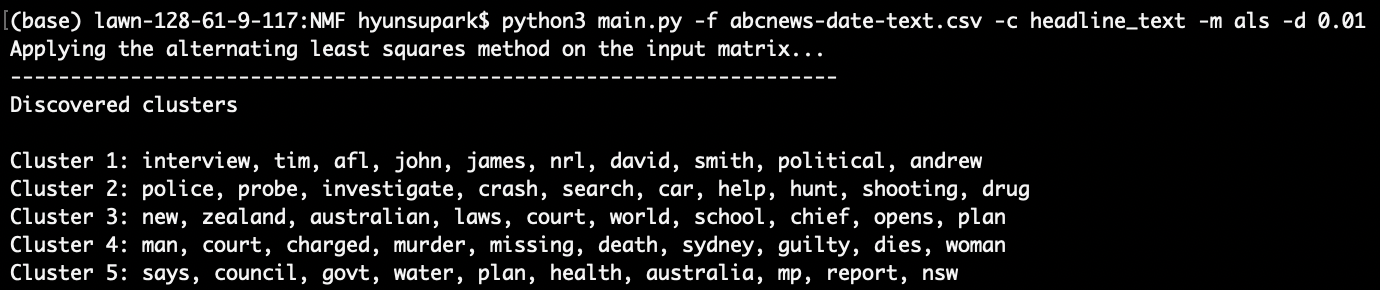 (base) lawn-128-61-9-117:NMF hyunsupark$ python3 main.py -f abcnews-date-text.csv -c headline_text -m als -d 0.01
Applying the alternating least squares method on the input matrix...
---------------------------------------------------------------------
Discovered clusters
Cluster 1: interview, tim, afl, john, james, nrl, david, smith, political, andrew
Cluster 2: police, probe, investigate, crash, search, car, help, hunt, shooting, drug
Cluster 3: new, zealand, australian, laws, court, world, school, chief, opens, plan
Cluster 4: man, court, charged, murder, missing, death, sydney, guilty, dies, woman
Cluster 5: says, council, govt, water, plan, health, australia, mp, report, nsw